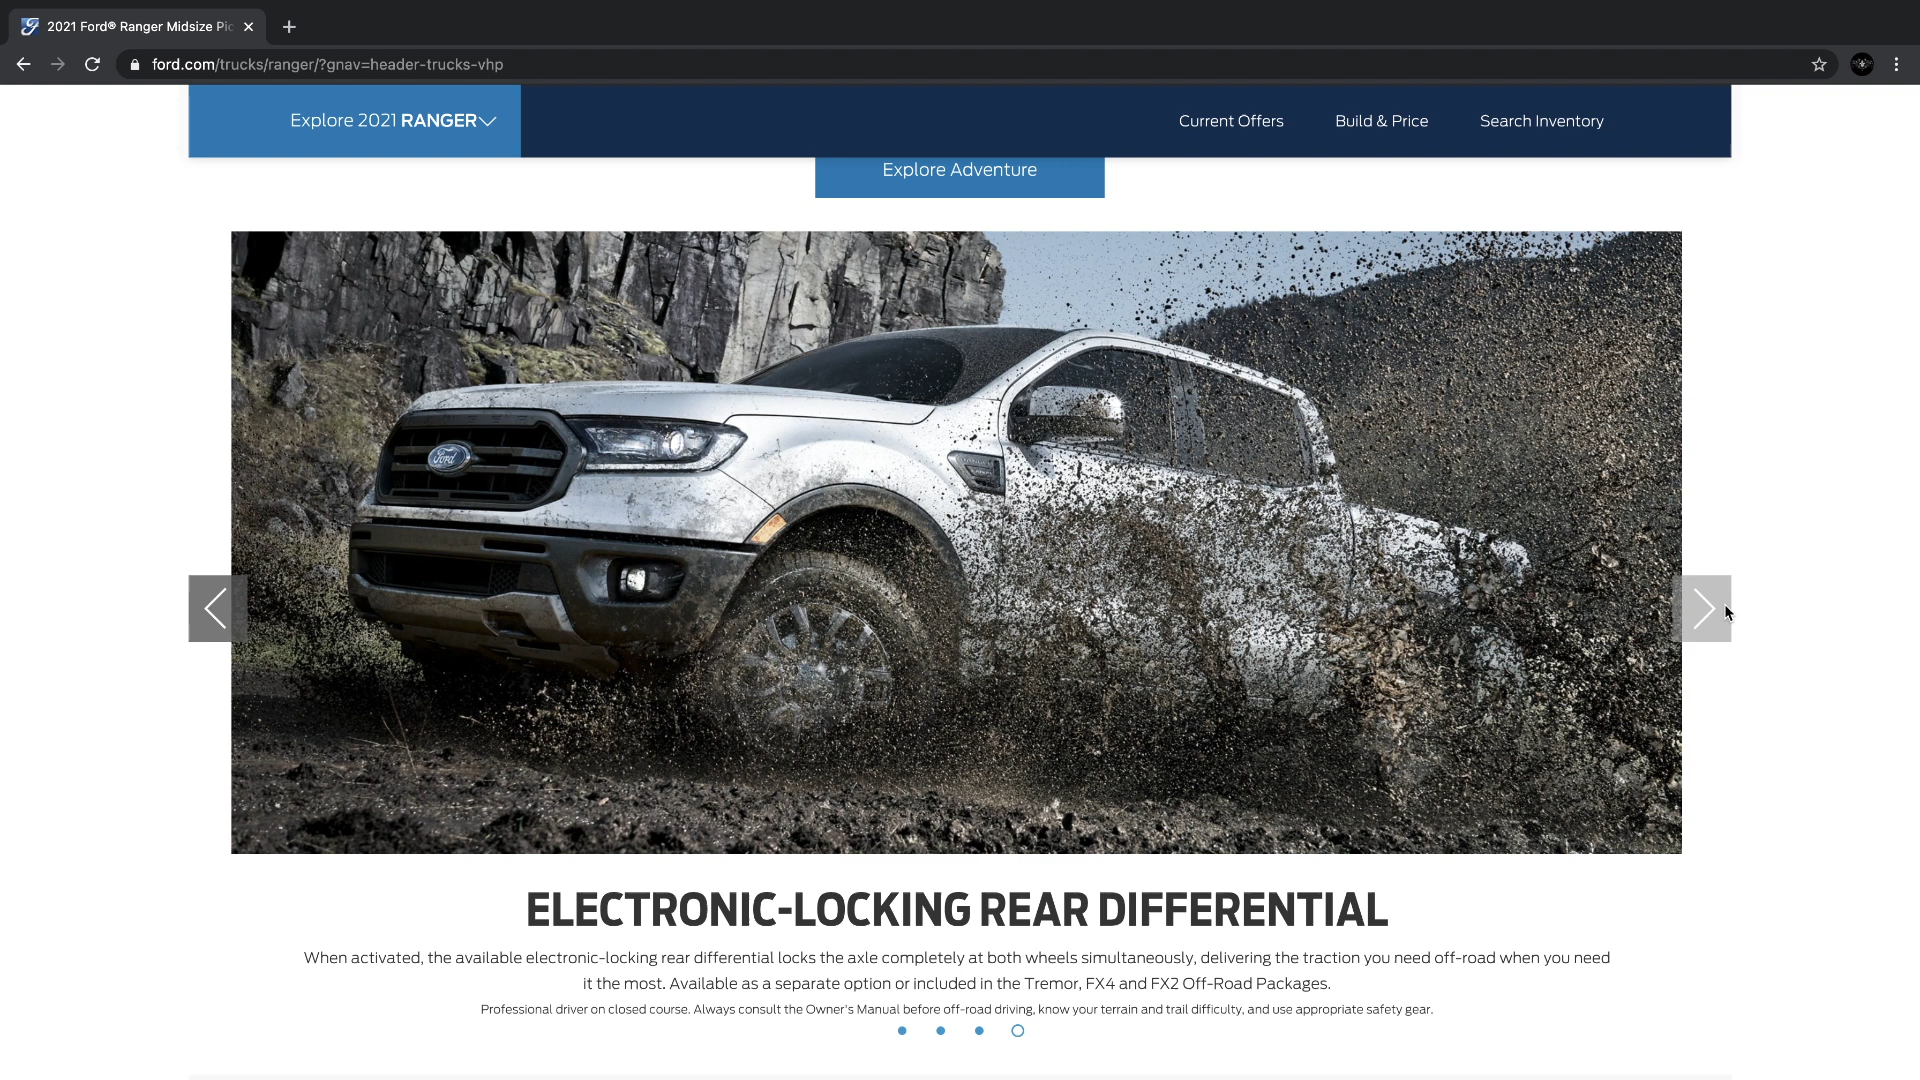 2021 Ford® Ranger Midsize Pic
ford.com/trucks/ranger/?gnav=header-trucks-vhp
Explore 2021 RANGER
Current Offers
Build & Price
Search Inventory
Explore Adventure
Ford
ELECTRONIC-LOCKING REAR DIFFERENTIAL
When activated, the available electronic-locking rear differential locks the axle completely at both wheels simultaneously, delivering the traction you need off-road when you need
it the most. Available as a separate option or included in the Tremor, FX4 and FX2 Off-Road Packages.
Professional driver on closed course. Always consult the Owner's Manual before off-road driving, know your terrain and trail difficulty, and use appropriate safety gear.